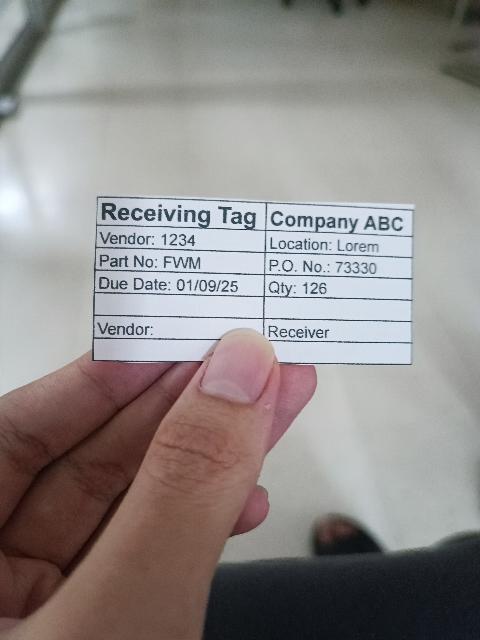 Receiving Tag Company ABC
Vendor: 1234 Location: Lorem
Part No: FWM P.O. No.: 73330
Due Date: 01/09/25 Qty: 126
Vendor: Receiver